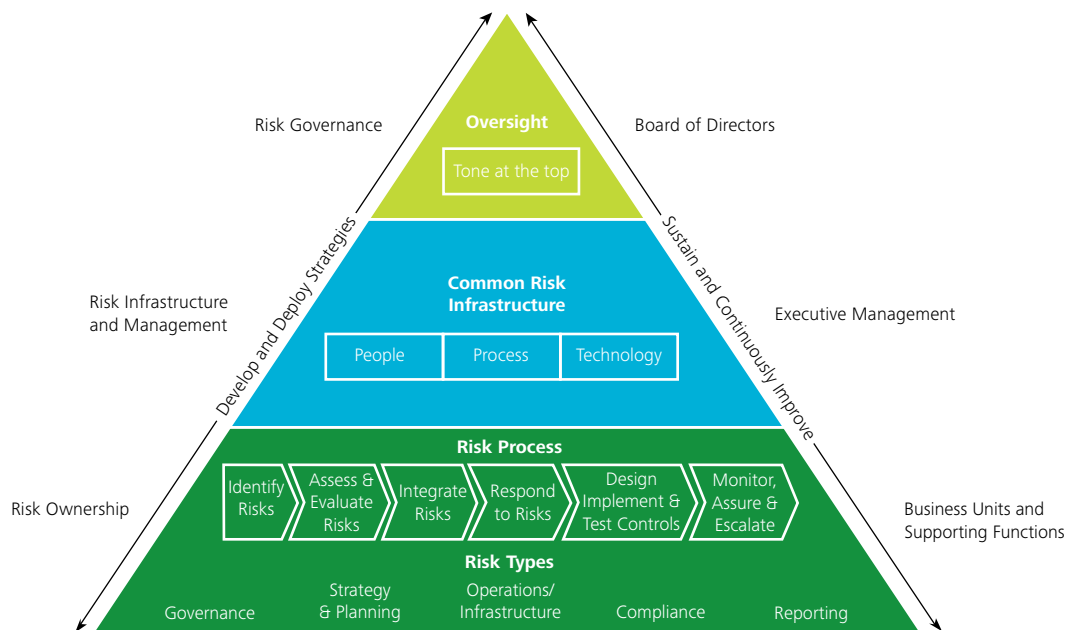 Risk Governance
Oversight
Board of Directors
Tone at the top
Develop and Deploy Strategies
Sustain and Continuously Improve
Risk Infrastructure
and Management
Common Risk
Infrastructure
Executive Management
People
Process
Technology
Risk Process
Risk Ownership
Identify
Risks
Assess &
Evaluate
Risks
Integrate
Risks
Respond
to Risks
Design
Implement &
Test Controls
Monitor,
Assure &
Escalate
Business Units and
Supporting Functions
Risk Types
Governance
Strategy
& Planning
Operations/
Infrastructure
Compliance
Reporting